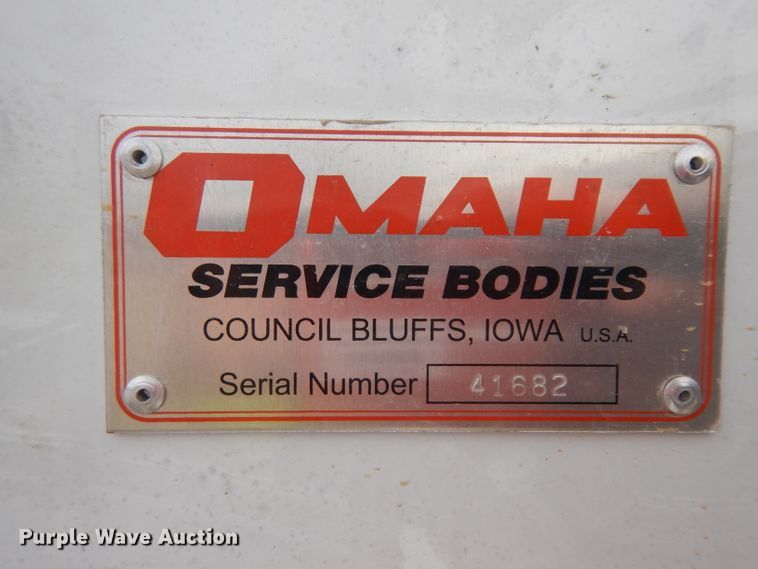 OMAHA
SERVICE BODIES
COUNCIL BLUFFS, IOWA U.S.A.
Serial Number 41682
Purple Wave Auction